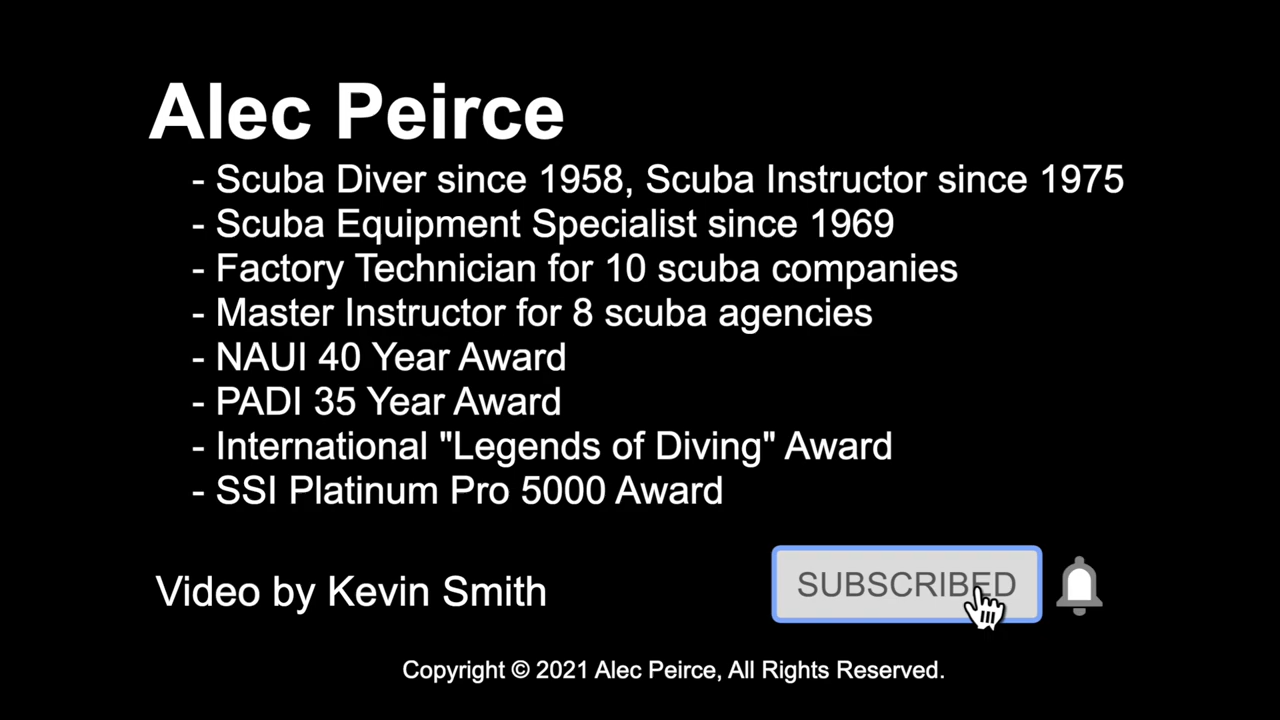 Alec Peirce
- Scuba Diver since 1958, Scuba Instructor since 1975
- Scuba Equipment Specialist since 1969
- Factory Technician for 10 scuba companies
- Master Instructor for 8 scuba agencies
- NAUI 40 Year Award
- PADI 35 Year Award
- International "Legends of Diving" Award
- SSI Platinum Pro 5000 Award
Video by Kevin Smith
SUBSCRIBED
Copyright © 2021 Alec Peirce, All Rights Reserved.